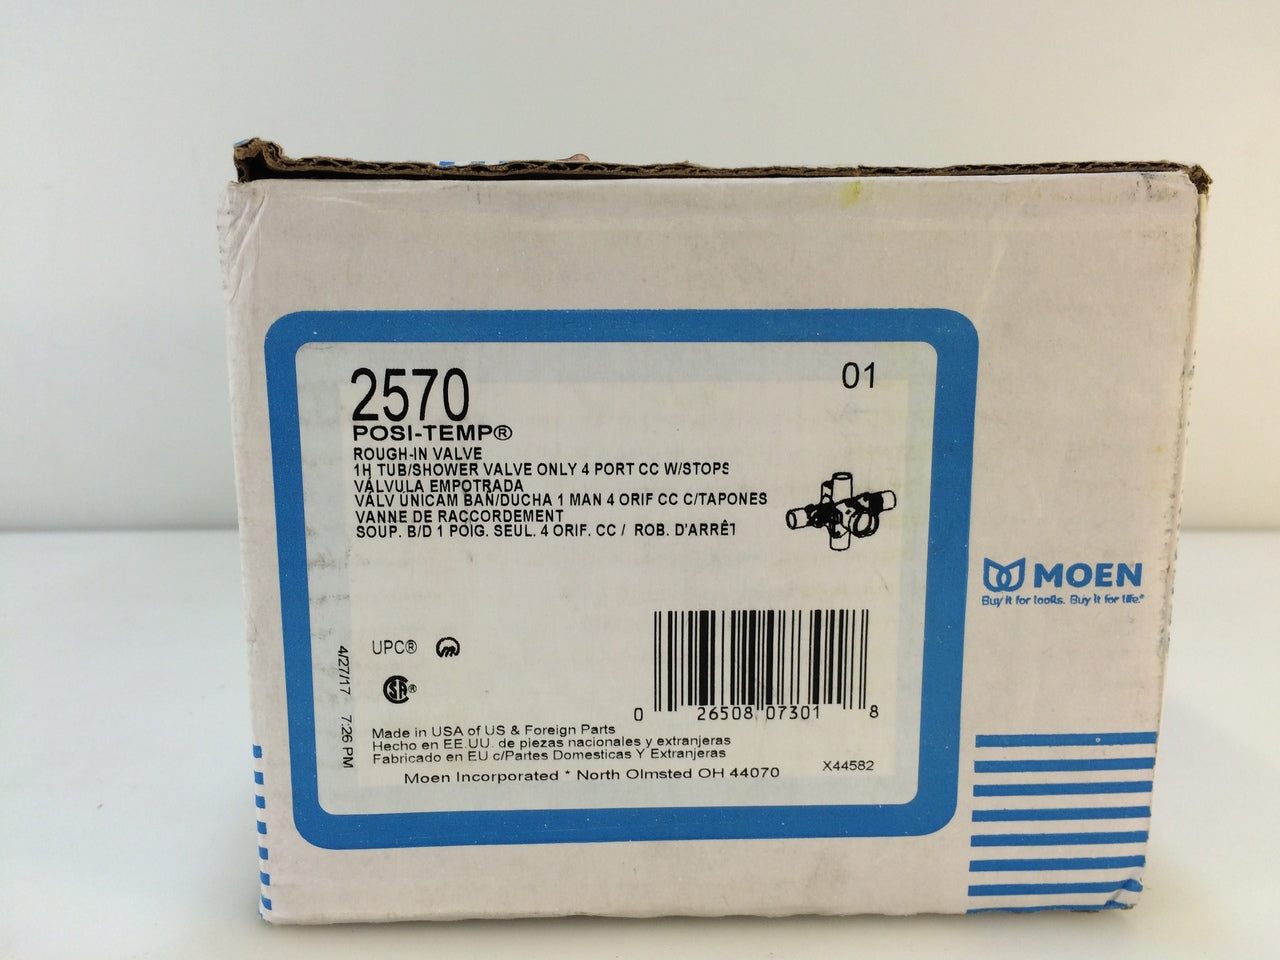 2570
01
POSI-TEMP®
ROUGH-IN VALVE
1H TUB/SHOWER VALVE ONLY 4 PORT CC W/STOPS
VÁLVULA EMPOTRADA
VÁLV ÚNICAM BAÑ/DUCHA 1 MAN 4 ORIF CC C/TAPONES
VANNE DE RACCORDEMENT
SOUP. B/D 1 POIG. SEUL. 4 ORIF. CC / ROB. D'ARRÊT
MOEN
Buy it for looks. Buy it for life.®
UPC®
SA®
4/27/17 7:26 PM
0 26508 07301 8
Made in USA of US & Foreign Parts
Hecho en EE.UU. de piezas nacionales y extranjeras
Fabricado en EU c/Partes Domesticas Y Extranjeras
X44582
Moen Incorporated * North Olmsted OH 44070